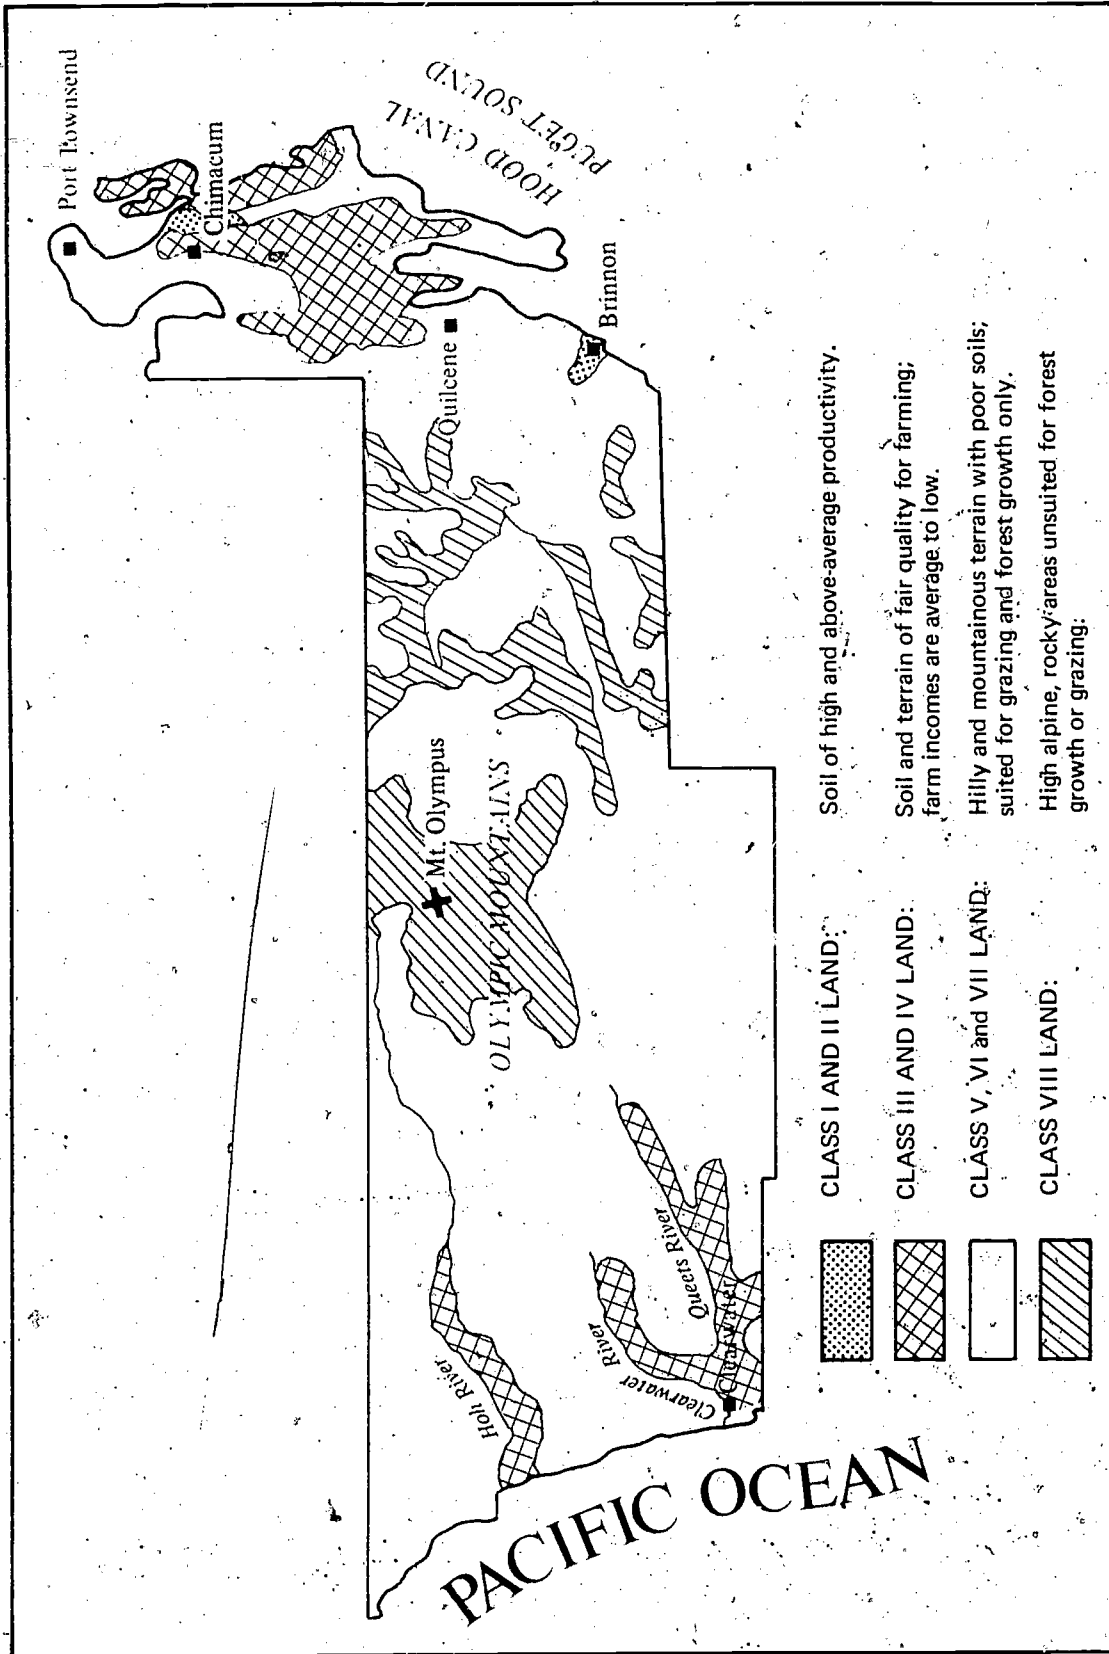 Port Townsend
Chimacum
HOOD CANAL
PUGET SOUND
Quilcene
Brinnon
Mt. Olympus
OLYMPIC MOUNTAINS
Hoh River
Clearwater River
Queets River
Clearwater
PACIFIC OCEAN
CLASS I AND II LAND: Soil of high and above-average productivity.
CLASS III AND IV LAND: Soil and terrain of fair quality for farming;
farm incomes are average to low.
CLASS V, VI and VII LAND: Hilly and mountainous terrain with poor soils;
suited for grazing and forest growth only.
CLASS VIII LAND: High alpine, rocky areas unsuited for forest
growth or grazing: